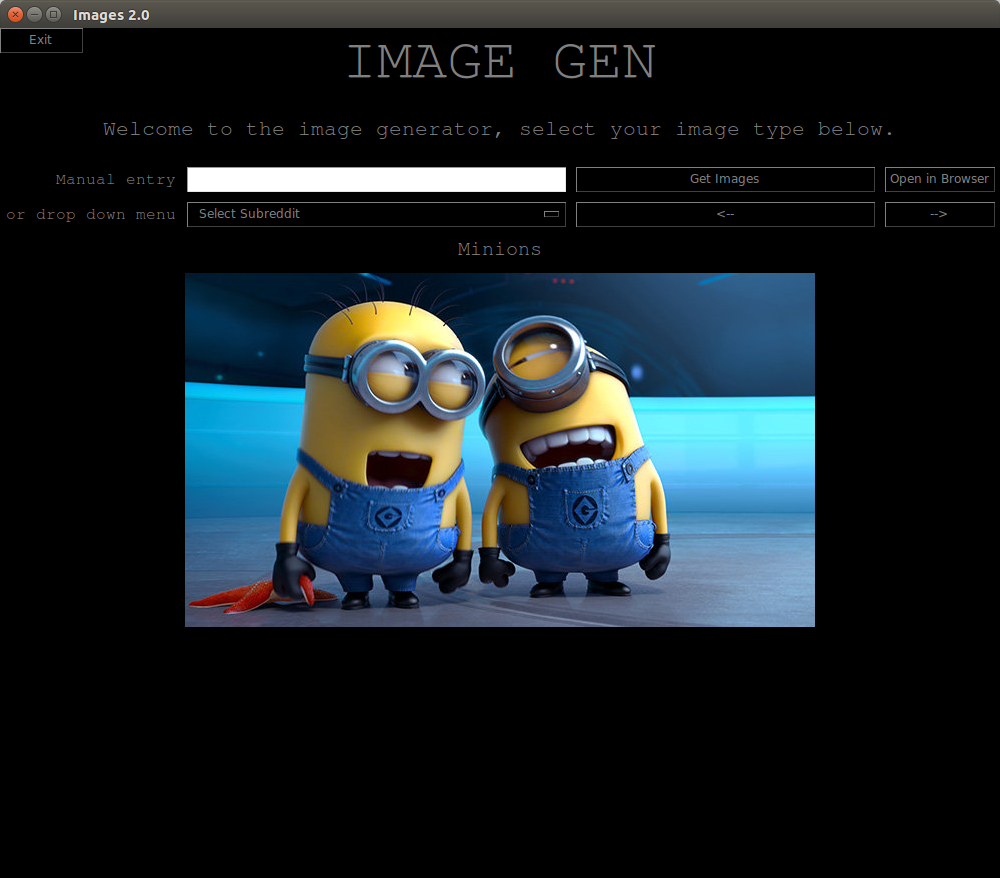 Images 2.0
Exit
IMAGE GEN
Welcome to the image generator, select your image type below.
Manual entry
Get Images
Open in Browser
or drop down menu
Select Subreddit
<--
-->
Minions
G
G